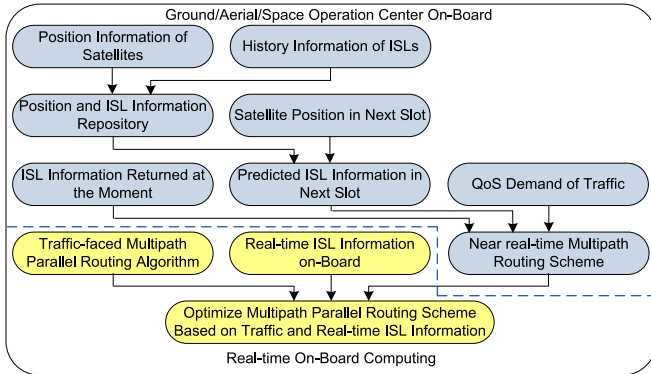 Ground/Aerial/Space Operation Center On-Board
Position Information of
Satellites
History Information of ISLs
Position and ISL Information
Repository
Satellite Position in Next Slot
ISL Information Returned at
the Moment
Predicted ISL Information in
Next Slot
QoS Demand of Traffic
Traffic-faced Multipath
Parallel Routing Algorithm
Real-time ISL Information
on-Board
Near real-time Multipath
Routing Scheme
Optimize Multipath Parallel Routing Scheme
Based on Traffic and Real-time ISL Information
Real-time On-Board Computing